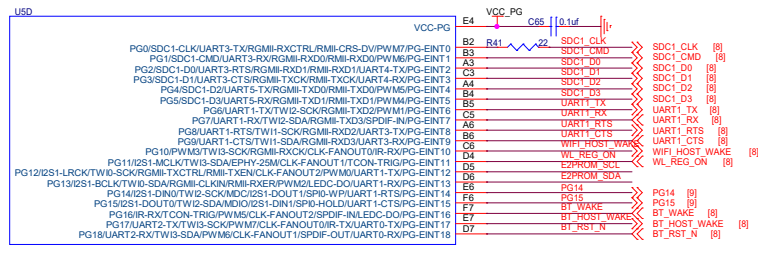 U5D
VCC-PG E4 VCC_PG C65 0.1uf
PG0/SDC1-CLK/UART3-TX/RGMII-RXCTRL/RMII-CRS-DV/PWM7/PG-EINT0 B2 R41 22 SDC1_CLK SDC1_CLK [8]
PG1/SDC1-CMD/UART3-RX/RGMII-RXD0/RMII-RXD0/PWM6/PG-EINT1 B3 SDC1_CMD SDC1_CMD [8]
PG2/SDC1-D0/UART3-RTS/RGMII-RXD1/RMII-RXD1/UART4-TX/PG-EINT2 A3 SDC1_D0 SDC1_D0 [8]
PG3/SDC1-D1/UART3-CTS/RGMII-TXCK/RMII-TXCK/UART4-RX/PG-EINT3 C3 SDC1_D1 SDC1_D1 [8]
PG4/SDC1-D2/UART5-TX/RGMII-TXD0/RMII-TXD0/PWM5/PG-EINT4 A4 SDC1_D2 SDC1_D2 [8]
PG5/SDC1-D3/UART5-RX/RGMII-TXD1/RMII-TXD1/PWM4/PG-EINT5 B4 SDC1_D3 SDC1_D3 [8]
PG6/UART1-TX/TWI2-SCK/RGMII-TXD2/PWM1/PG-EINT6 B5 UART1_TX UART1_TX [8]
PG7/UART1-RX/TWI2-SDA/RGMII-TXD3/SPDIF-IN/PG-EINT7 C5 UART1_RX UART1_RX [8]
PG8/UART1-RTS/TWI1-SCK/RGMII-RXD2/UART3-TX/PG-EINT8 A6 UART1_RTS UART1_RTS [8]
PG9/UART1-CTS/TWI1-SDA/RGMII-RXD3/UART3-RX/PG-EINT9 B6 UART1_CTS UART1_CTS [8]
PG10/PWM3/TWI3-SCK/RGMII-RXCK/CLK-FANOUT0/IR-RX/PG-EINT10 C6 WIFI_HOST_WAKE WIFI_HOST_WAKE [8]
PG11/I2S1-MCLK/TWI3-SDA/EPHY-25M/CLK-FANOUT1/TCON-TRIG/PG-EINT11 D4 WL_REG_ON WL_REG_ON [8]
PG12/I2S1-LRCK/TWI0-SCK/RGMII-TXCTRL/RMII-TXEN/CLK-FANOUT2/PWM0/UART1-TX/PG-EINT12 D5 E2PROM_SCL
PG13/I2S1-BCLK/TWI0-SDA/RGMII-CLKIN/RMII-RXER/PWM2/LEDC-DO/UART1-RX/PG-EINT13 D6 E2PROM_SDA
PG14/I2S1-DIN0/TWI2-SCK/MDC/I2S1-DOUT1/SPI0-WP/UART1-RTS/PG-EINT14 E6 PG14 PG14 [9]
PG15/I2S1-DOUT0/TWI2-SDA/MDIO/I2S1-DIN1/SPI0-HOLD/UART1-CTS/PG-EINT15 F6 PG15 PG15 [9]
PG16/IR-RX/TCON-TRIG/PWM5/CLK-FANOUT2/SPDIF-IN/LEDC-DO/PG-EINT16 F7 BT_WAKE BT_WAKE [8]
PG17/UART2-TX/TWI3-SCK/PWM7/CLK-FANOUT0/IR-TX/UART0-TX/PG-EINT17 E7 BT_HOST_WAKE BT_HOST_WAKE [8]
PG18/UART2-RX/TWI3-SDA/PWM6/CLK-FANOUT1/SPDIF-OUT/UART0-RX/PG-EINT18 D7 BT_RST_N BT_RST_N [8]